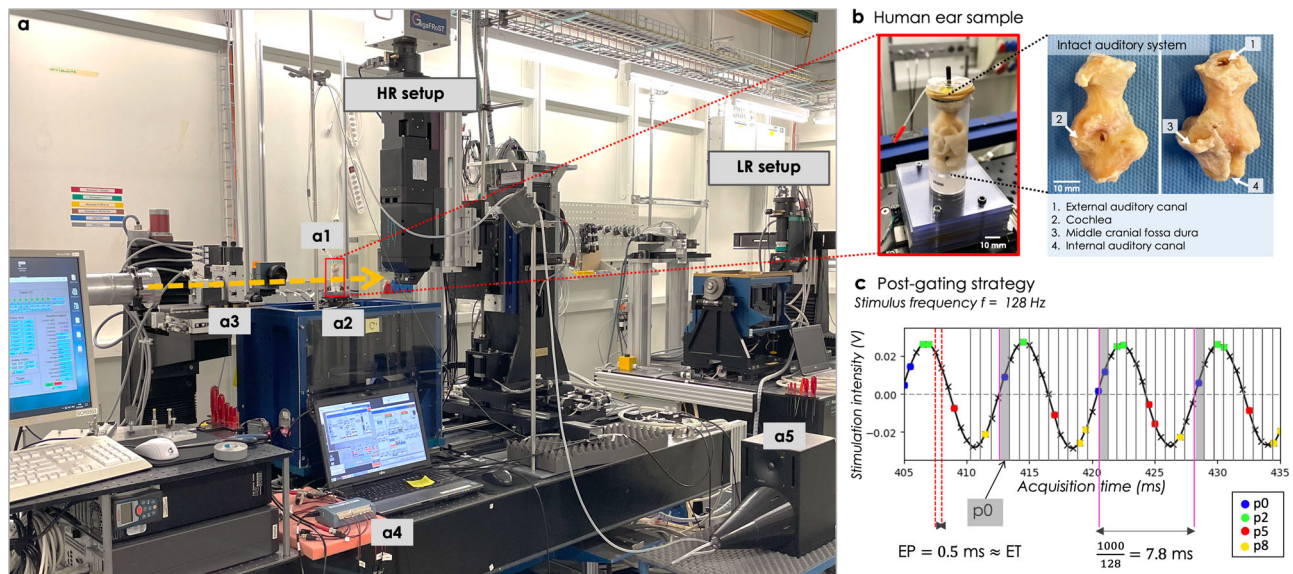 a
GigaFRoST
HR setup
LR setup
a1
a2
a3
a4
a5
b Human ear sample
Intact auditory system
1
2
3
4
10 mm
10 mm
1. External auditory canal
2. Cochlea
3. Middle cranial fossa dura
4. Internal auditory canal
c Post-gating strategy
Stimulus frequency f = 128 Hz
Stimulation intensity (V)
0.02
0.00
−0.02
405 410 415 420 425 430 435
Acquisition time (ms)
p0
EP = 0.5 ms ≈ ET
1000
128 = 7.8 ms
p0
p2
p5
p8